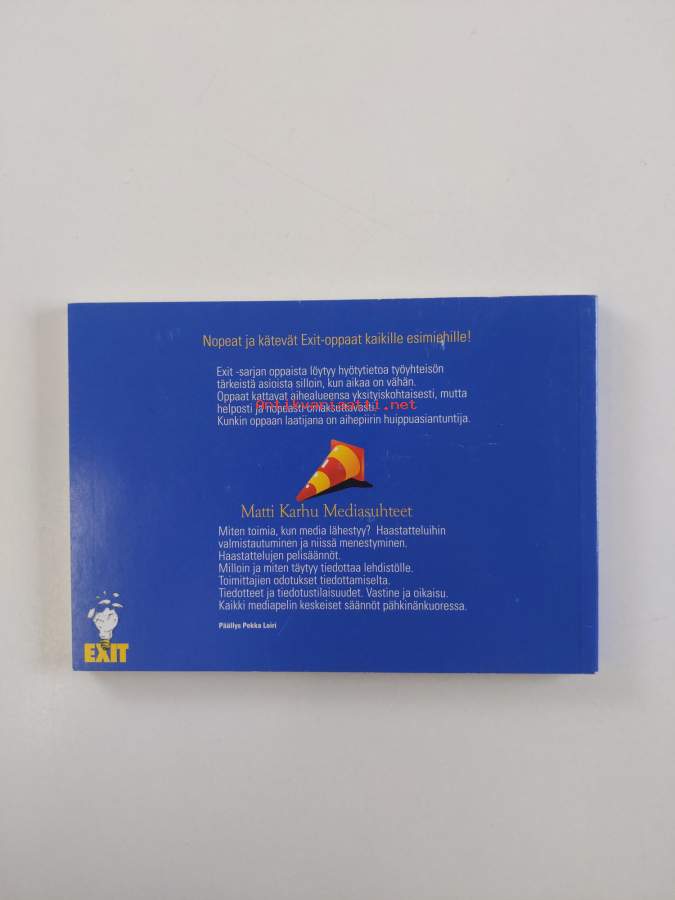 Nopeat ja kätevät Exit-oppaat kaikille esimiehille!
Exit -sarjan oppaista löytyy hyötytietoa työyhteisön
tärkeistä asioista silloin, kun aikaa on vähän.
Oppaat kattavat aihealueensa yksityiskohtaisesti, mutta
helposti ja nopeasti omaksuttavasti.
Antikvariaatti.net
Kunkin oppaan laatijana on aihepiirin huippuasiantuntija.
Matti Karhu Mediasuhteet
Miten toimia, kun media lähestyy? Haastatteluihin
valmistautuminen ja niissä menestyminen.
Haastattelujen pelisäännöt.
Milloin ja miten täytyy tiedottaa lehdistölle.
Toimittajien odotukset tiedottamiselta.
Tiedotteet ja tiedotustilaisuudet. Vastine ja oikaisu.
Kaikki mediapelin keskeiset säännöt pähkinänkuoressa.
Päällys Pekka Loiri
EXIT